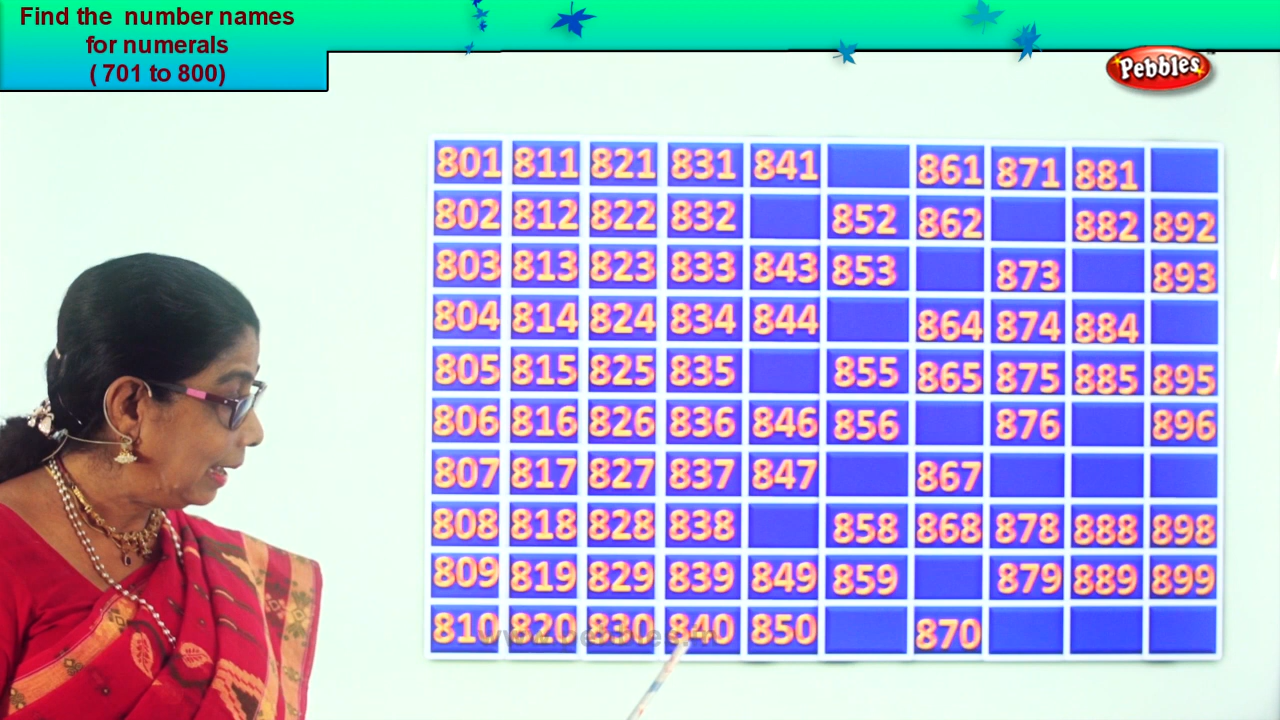 Find the number names
for numerals
( 701 to 800)
Pebbles
801 811 821 831 841 861 871 881
802 812 822 832 852 862 882 892
803 813 823 833 843 853 873 893
804 814 824 834 844 864 874 884
805 815 825 835 855 865 875 885 895
806 816 826 836 846 856 876 896
807 817 827 837 847 867
808 818 828 838 858 868 878 888 898
809 819 829 839 849 859 879 889 899
810 820 830 840 850 870
www.pebbles.in